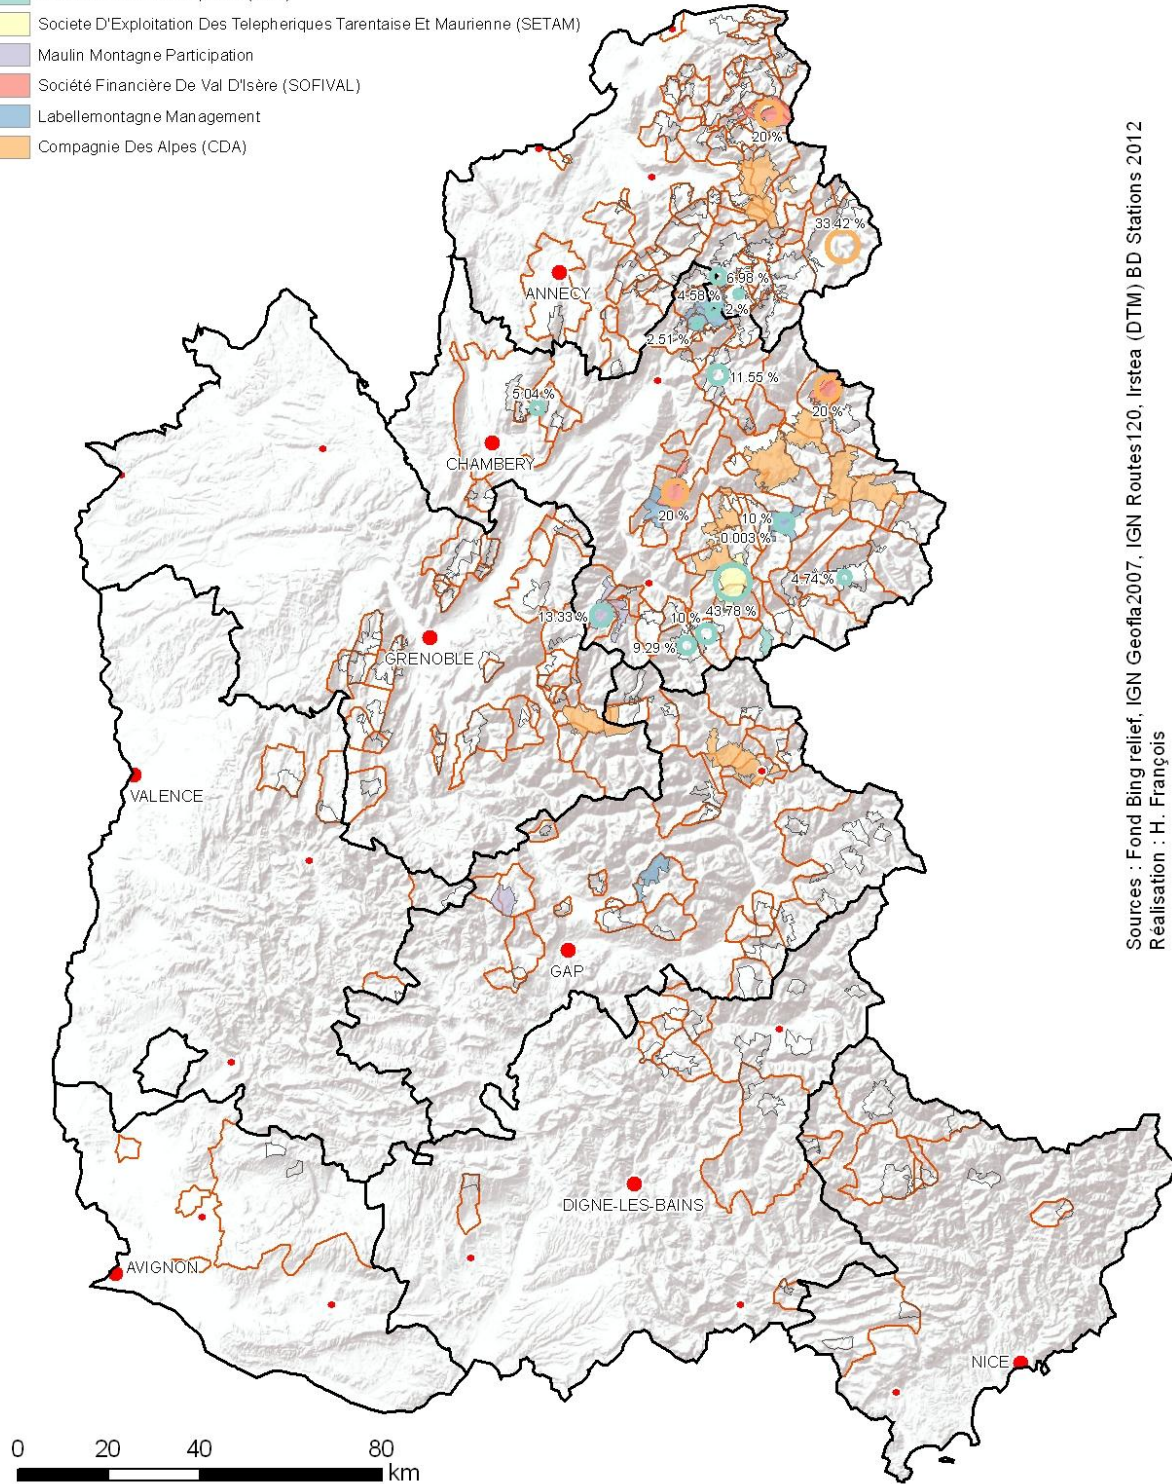 Societe D'Exploitation Des Telepheriques Tarentaise Et Maurienne (SETAM)
Maulin Montagne Participation
Société Financière De Val D'Isère (SOFIVAL)
Labellemontagne Management
Compagnie Des Alpes (CDA)
20 %
33.42 %
ANNECY
6.98 %
4.58 %
2 %
2.51 %
11.55 %
5.04 %
20 %
CHAMBERY
20 %
10 %
0.003 %
4.74 %
43.78 %
13.33 %
10 %
9.29 %
GRENOBLE
VALENCE
GAP
DIGNE-LES-BAINS
AVIGNON
NICE
0 20 40 80
km
Sources : Fond Bing relief, IGN Geofla2007, IGN Routes120, Irstea (DTM) BD Stations 2012
Réalisation : H. François